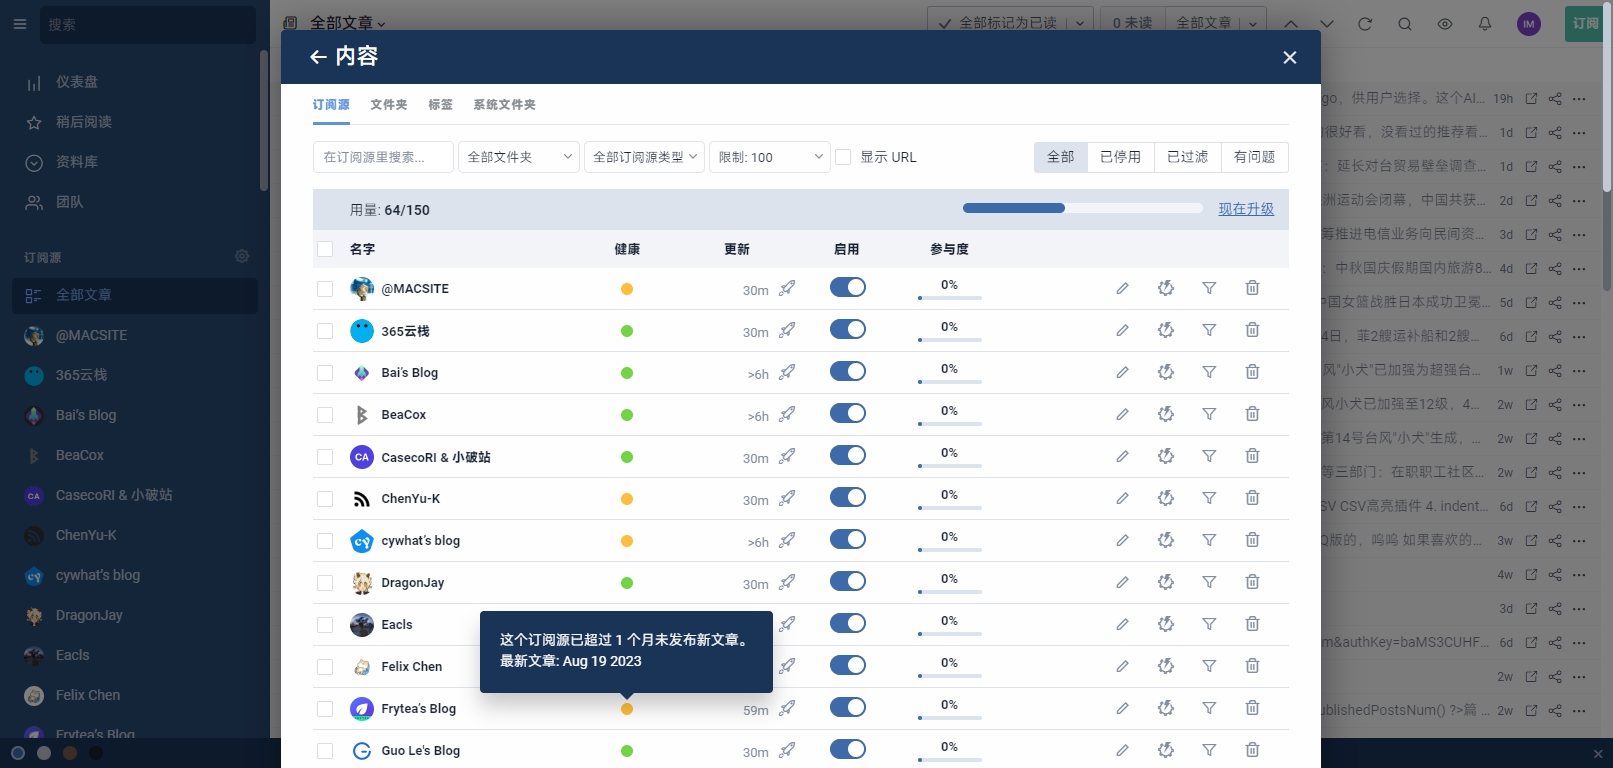 搜索
全部文章
全部标记为已读
0 未读
全部文章
IM
订阅
内容
仪表盘
稍后阅读
资料库
团队
订阅源
全部文章
@MACSITE
365云栈
Bai's Blog
BeaCox
CA
CasecoRI & 小破站
ChenYu-K
cywhat's blog
DragonJay
Eacls
Felix Chen
Frytea's Blog
订阅源 文件夹 标签 系统文件夹
在订阅源里搜索... 全部文件夹 全部订阅源类型 限制: 100 显示 URL 全部 已停用 已过滤 有问题
用量: 64/150 现在升级
名字 健康 更新 启用 参与度
@MACSITE 30m 0%
365云栈 30m 0%
Bai's Blog >6h 0%
BeaCox >6h 0%
CA CasecoRI & 小破站 30m 0%
ChenYu-K 30m 0%
cy cywhat's blog >6h 0%
DragonJay 30m 0%
Eacls 0%
Felix Chen 0%
Frytea's Blog 59m 0%
Guo Le's Blog 30m 0%
这个订阅源已超过 1 个月未发布新文章。
最新文章: Aug 19 2023
go，供用户选择。这个AI... 19h
很好看，没看过的推荐看... 1d
：延长对台贸易壁垒调查... 1d
洲运动会闭幕，中国共获... 2d
筹推进电信业务向民间资... 3d
：中秋国庆假期国内旅游8... 4d
中国女篮战胜日本成功卫冕... 5d
4日，菲2艘运补船和2艘... 6d
风"小犬"已加强为超强台... 1w
风小犬已加强至12级，4... 2w
第14号台风"小犬"生成，... 2w
等三部门：在职职工社区... 2w
SV CSV高亮插件 4. indent... 6d
Q版的，呜呜 如果喜欢的... 3w
4w
3d
m&authKey=baMS3CUHF... 6d
2w
ublishedPostsNum() ?>篇 ... 2w